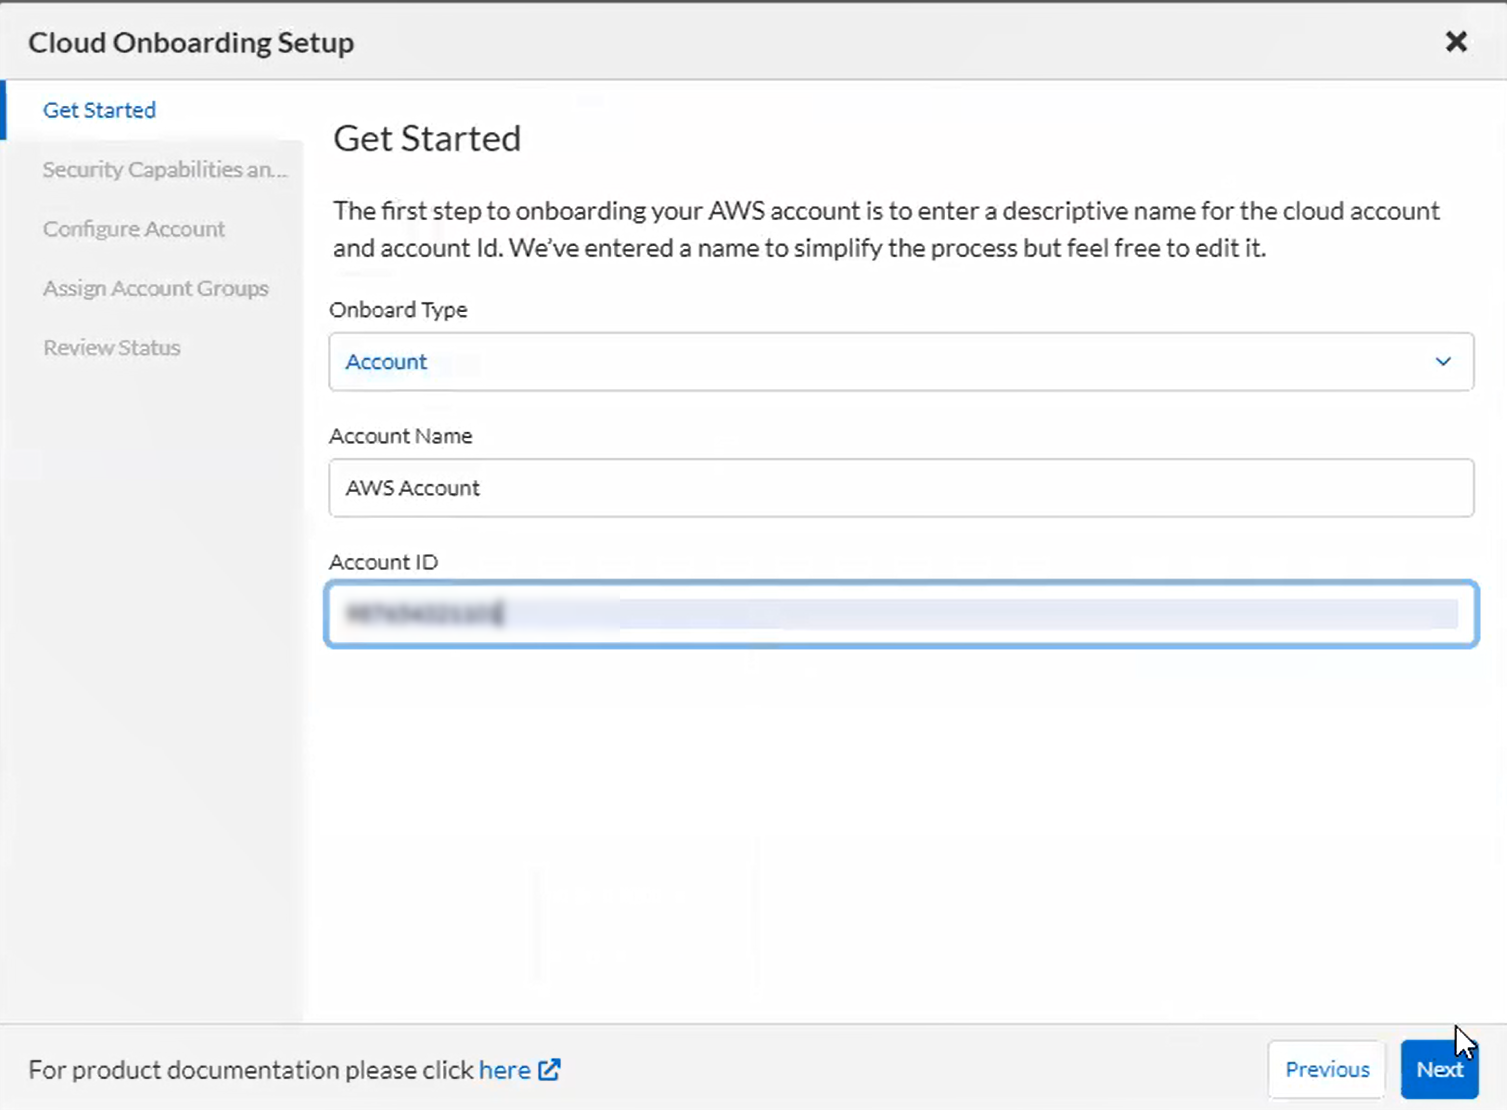 Cloud Onboarding Setup
Get Started
Security Capabilities an...
Configure Account
Assign Account Groups
Review Status
Get Started
The first step to onboarding your AWS account is to enter a descriptive name for the cloud account
and account Id. We’ve entered a name to simplify the process but feel free to edit it.
Onboard Type
Account
Account Name
AWS Account
Account ID
For product documentation please click here
Previous
Next